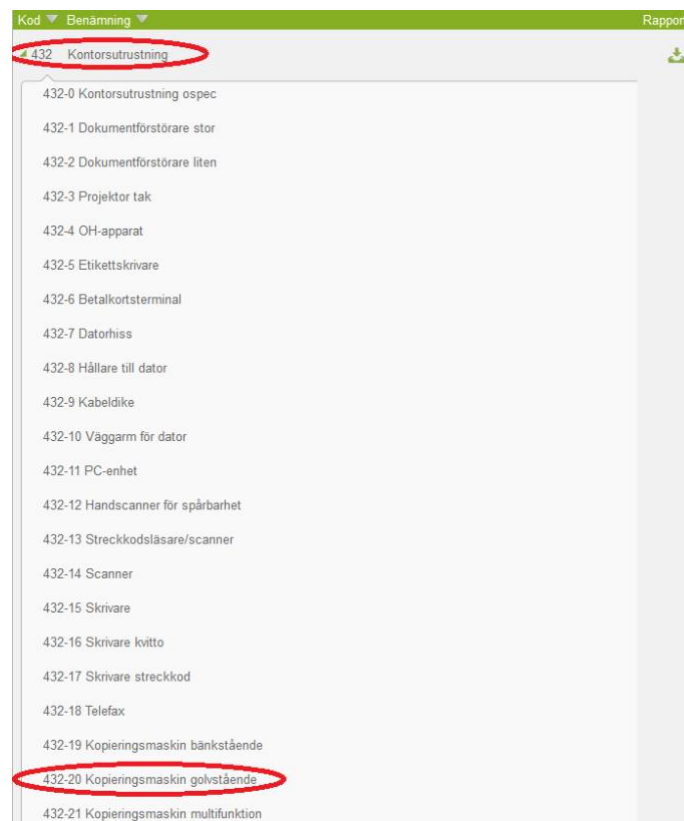 Kod Benämning Rapport
432 Kontorsutrustning
432-0 Kontorsutrustning ospec
432-1 Dokumentförstörare stor
432-2 Dokumentförstörare liten
432-3 Projektor tak
432-4 OH-apparat
432-5 Etikettskrivare
432-6 Betalkortsterminal
432-7 Datorhiss
432-8 Hållare till dator
432-9 Kabeldike
432-10 Väggarm för dator
432-11 PC-enhet
432-12 Handscanner för spårbarhet
432-13 Streckkodsläsare/scanner
432-14 Scanner
432-15 Skrivare
432-16 Skrivare kvitto
432-17 Skrivare streckkod
432-18 Telefax
432-19 Kopieringsmaskin bänkstående
432-20 Kopieringsmaskin golvstående
432-21 Kopieringsmaskin multifunktion